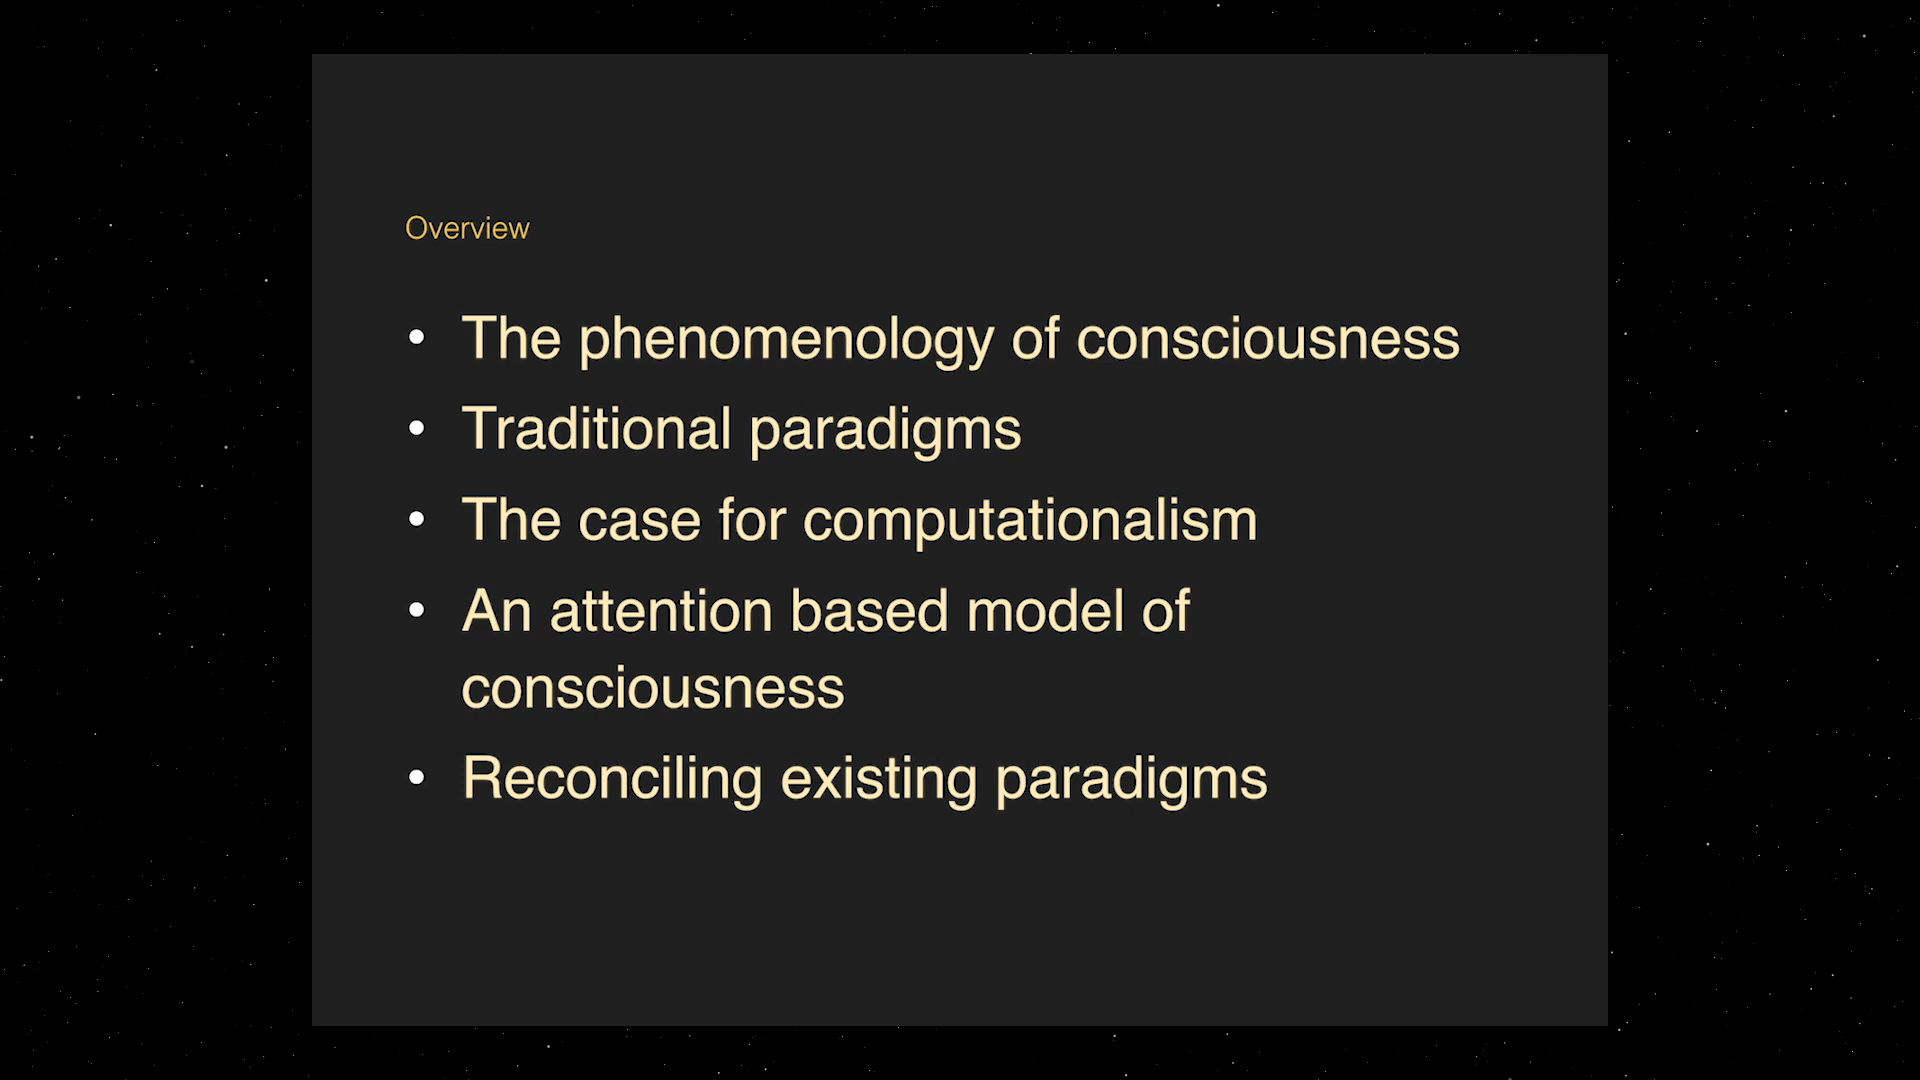 Overview
• The phenomenology of consciousness
• Traditional paradigms
• The case for computationalism
• An attention based model of
consciousness
• Reconciling existing paradigms